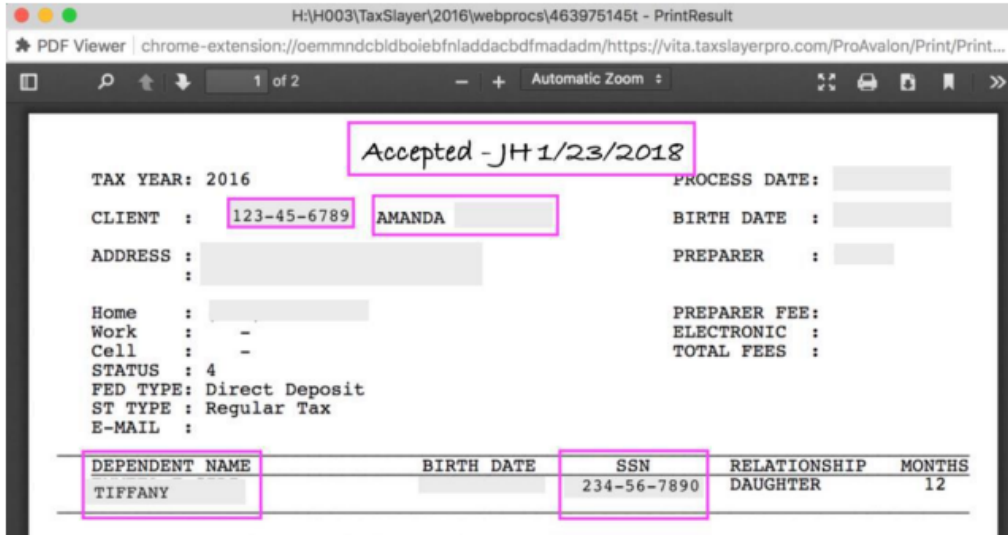 H:\H003\TaxSlayer\2016\webprocs\463975145t - PrintResult
PDF Viewer chrome-extension://oemmndcbldboiebfnladdacbdfmadadm/https://vita.taxslayerpro.com/ProAvalon/Print/Print...
1 of 2 − + Automatic Zoom
Accepted - JH 1/23/2018
TAX YEAR: 2016 PROCESS DATE:
CLIENT : 123-45-6789 AMANDA BIRTH DATE :
ADDRESS : PREPARER :
:
Home : PREPARER FEE:
Work : - ELECTRONIC :
Cell : - TOTAL FEES :
STATUS : 4
FED TYPE: Direct Deposit
ST TYPE : Regular Tax
E-MAIL :
DEPENDENT NAME BIRTH DATE SSN RELATIONSHIP MONTHS
TIFFANY 234-56-7890 DAUGHTER 12